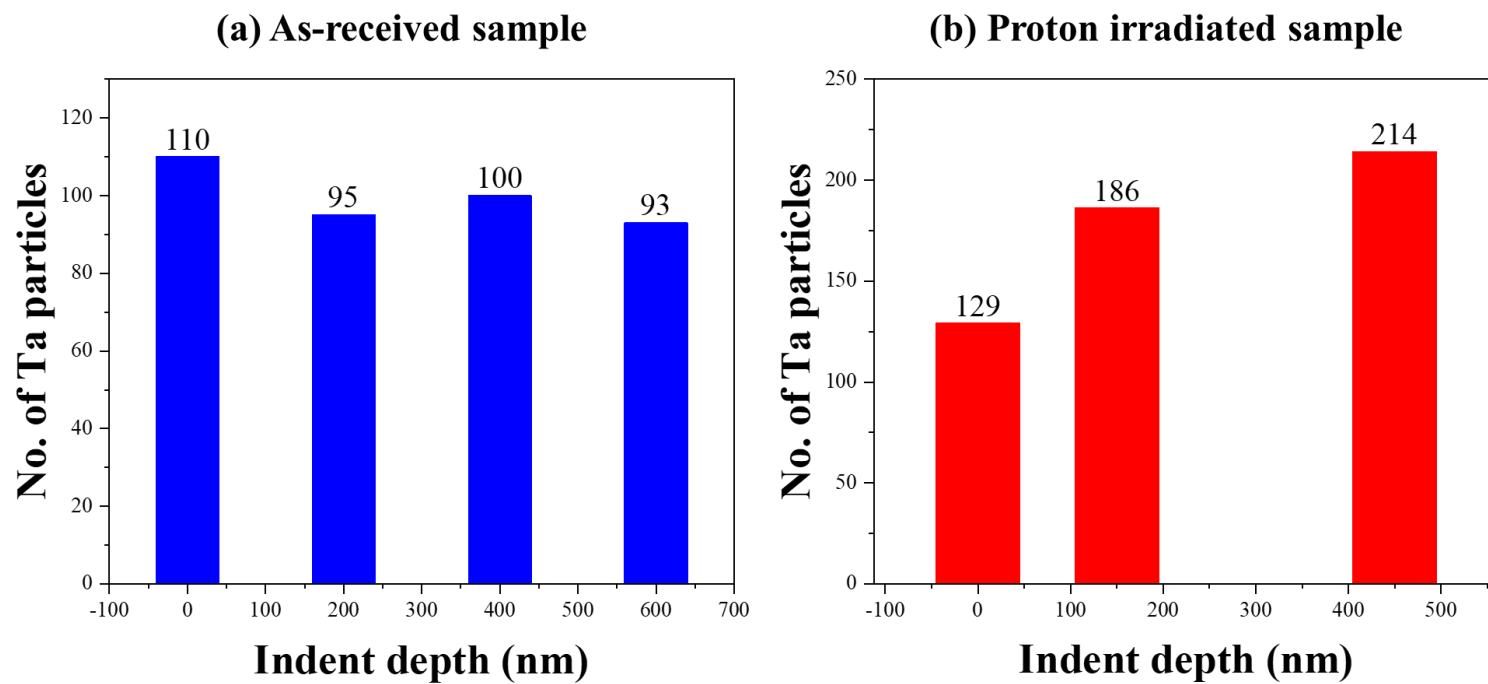 (a) As-received sample
No. of Ta particles
120
100
80
60
40
20
0
110
95
100
93
-100 0 100 200 300 400 500 600 700
Indent depth (nm)
(b) Proton irradiated sample
No. of Ta particles
250
200
150
100
50
0
129
186
214
-100 0 100 200 300 400 500
Indent depth (nm)